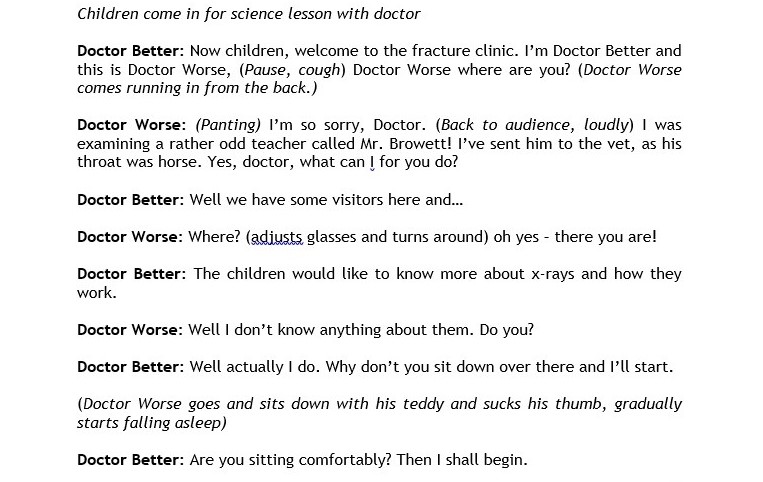 Children come in for science lesson with doctor
Doctor Better: Now children, welcome to the fracture clinic. I’m Doctor Better and
this is Doctor Worse, (Pause, cough) Doctor Worse where are you? (Doctor Worse
comes running in from the back.)
Doctor Worse: (Panting) I’m so sorry, Doctor. (Back to audience, loudly) I was
examining a rather odd teacher called Mr. Browett! I’ve sent him to the vet, as his
throat was horse. Yes, doctor, what can I for you do?
Doctor Better: Well we have some visitors here and…
Doctor Worse: Where? (adjusts glasses and turns around) oh yes – there you are!
Doctor Better: The children would like to know more about x-rays and how they
work.
Doctor Worse: Well I don’t know anything about them. Do you?
Doctor Better: Well actually I do. Why don’t you sit down over there and I’ll start.
(Doctor Worse goes and sits down with his teddy and sucks his thumb, gradually
starts falling asleep)
Doctor Better: Are you sitting comfortably? Then I shall begin.